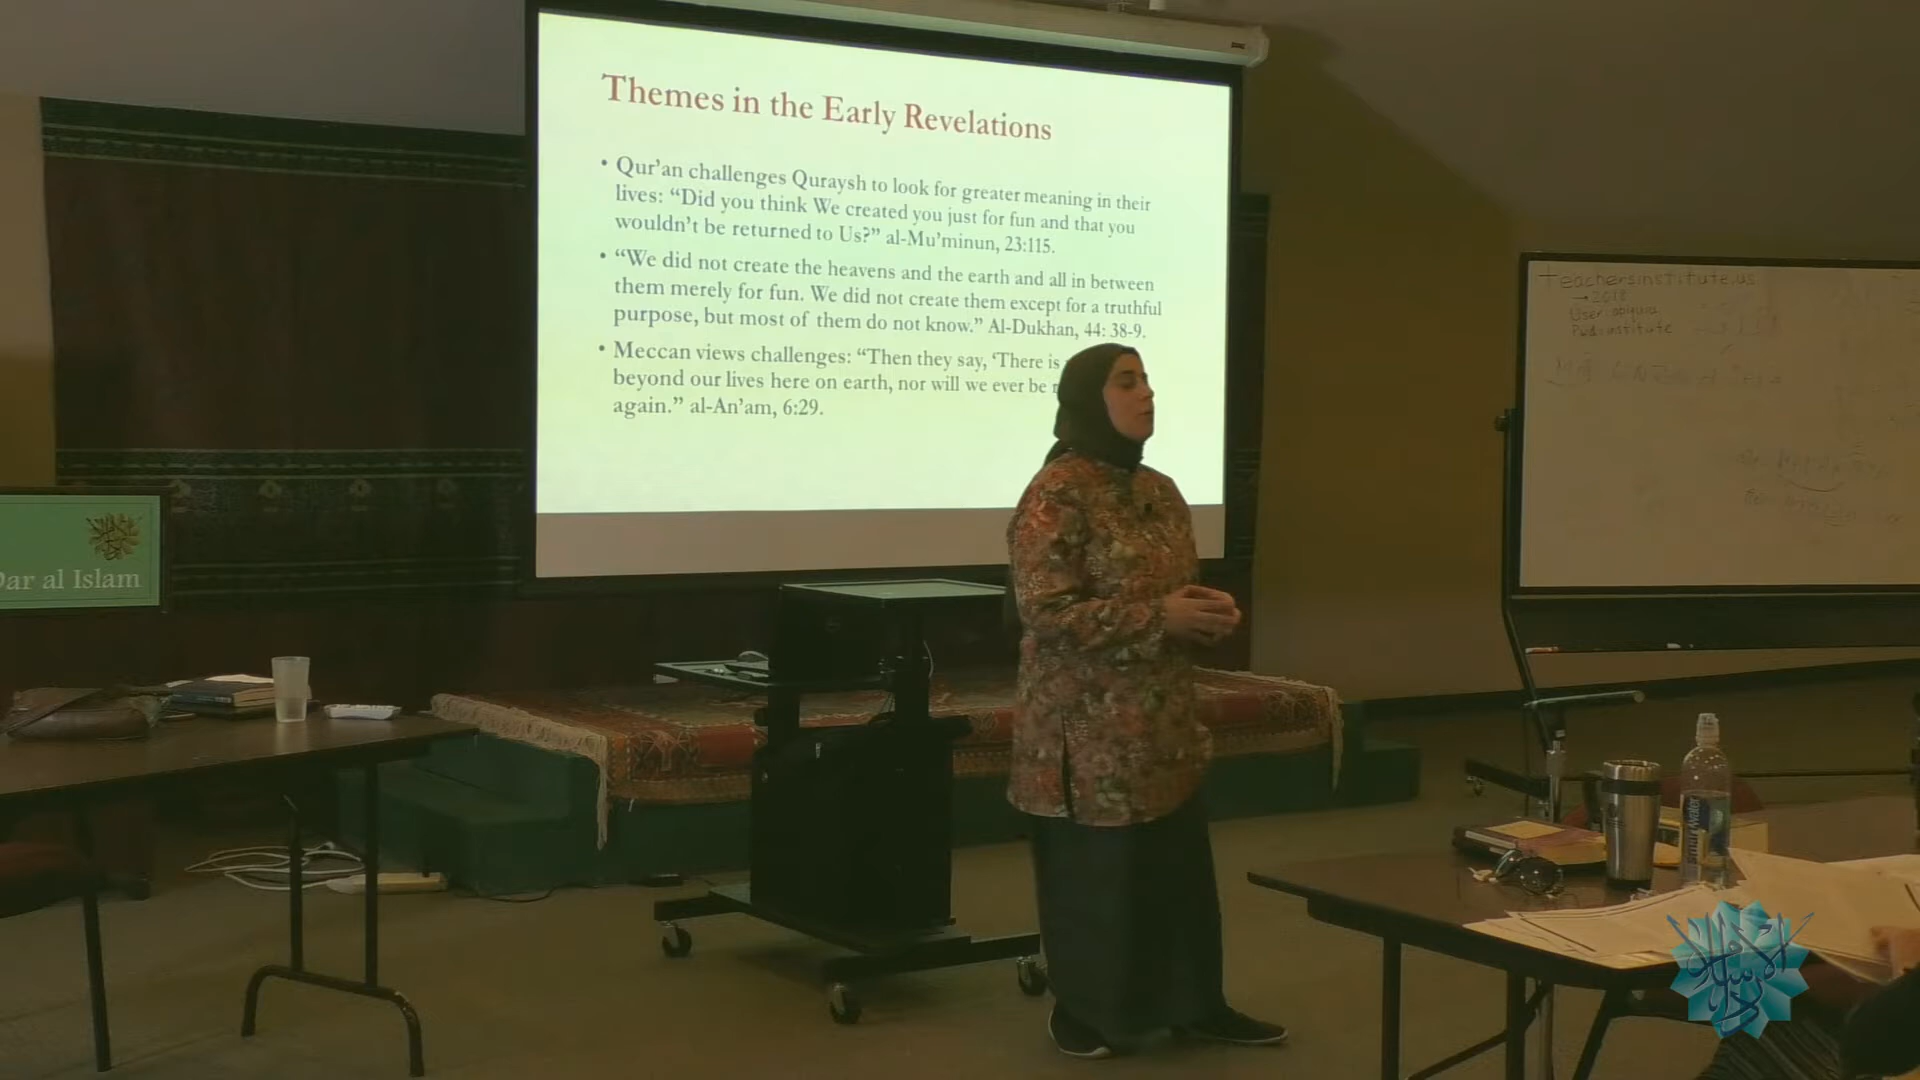 Themes in the Early Revelations
• Qur’an challenges Quraysh to look for greater meaning in their
lives: “Did you think We created you just for fun and that you
wouldn’t be returned to Us?” al-Mu’minun, 23:115.
• “We did not create the heavens and the earth and all in between
them merely for fun. We did not create them except for a truthful
purpose, but most of them do not know.” Al-Dukhan, 44: 38-9.
• Meccan views challenges: “Then they say, ‘There is
beyond our lives here on earth, nor will we ever be
again.” al-An’am, 6:29.
Dar al Islam
teachersinstitute.us
→ 2018
User:
Pwd: institute
smartwater